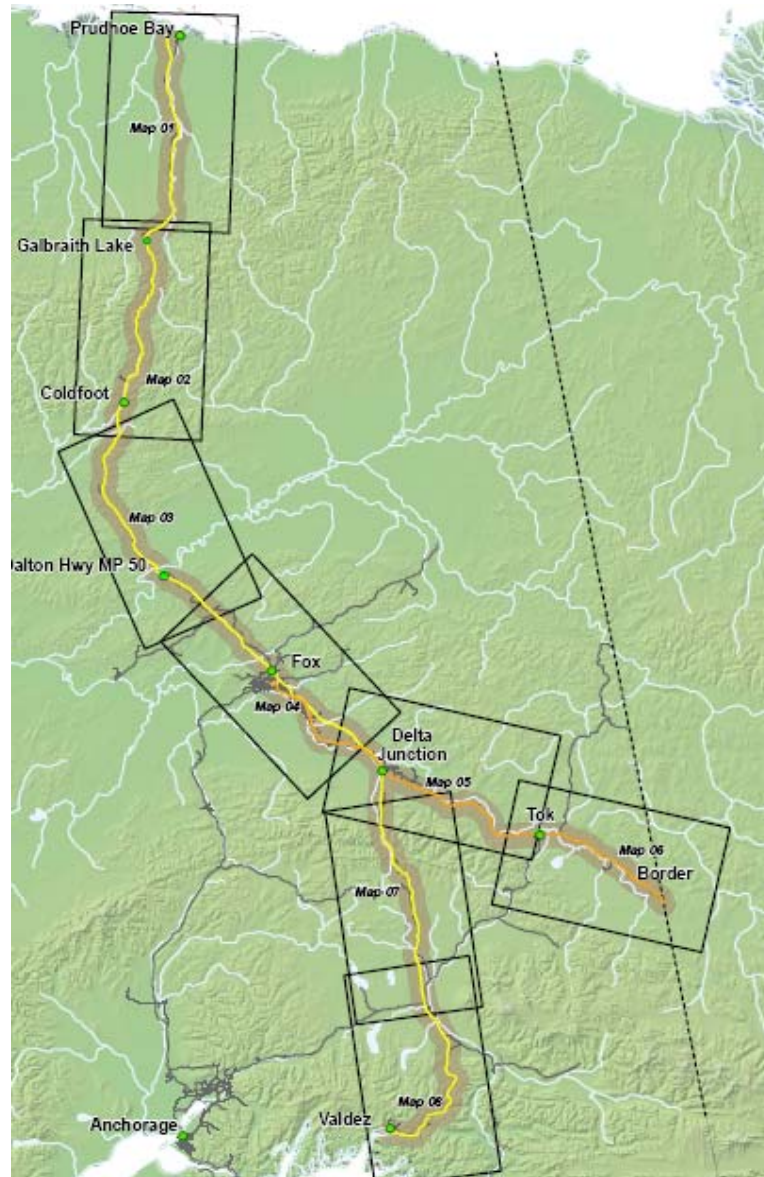 Prudhoe Bay
Map 01
Galbraith Lake
Map 02
Coldfoot
Map 03
Dalton Hwy MP 50
Fox
Map 04
Delta
Junction
Map 05
Tok
Map 06
Border
Map 07
Map 08
Valdez
Anchorage